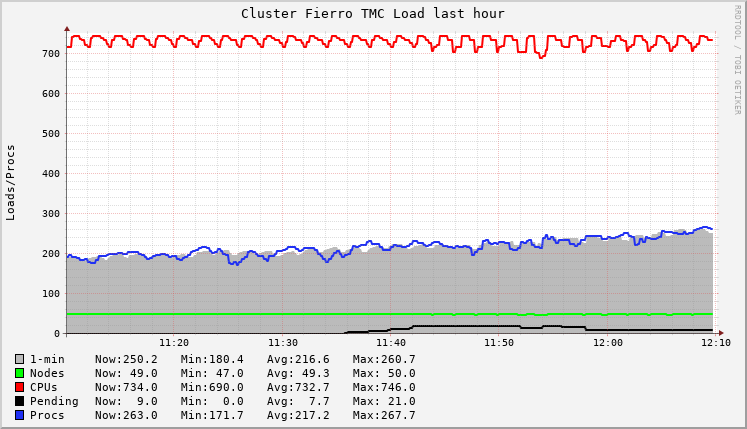 Cluster Fierro TMC Load last hour
RRDTOOL / TOBI OETIKER
Loads/Procs
700
600
500
400
300
200
100
0
11:20 11:30 11:40 11:50 12:00 12:10
1-min Now:250.2 Min:180.4 Avg:216.6 Max:260.7
Nodes Now: 49.0 Min: 47.0 Avg: 49.3 Max: 50.0
CPUs Now:734.0 Min:690.0 Avg:732.7 Max:746.0
Pending Now: 9.0 Min: 0.0 Avg: 7.7 Max: 21.0
Procs Now:263.0 Min:171.7 Avg:217.2 Max:267.7